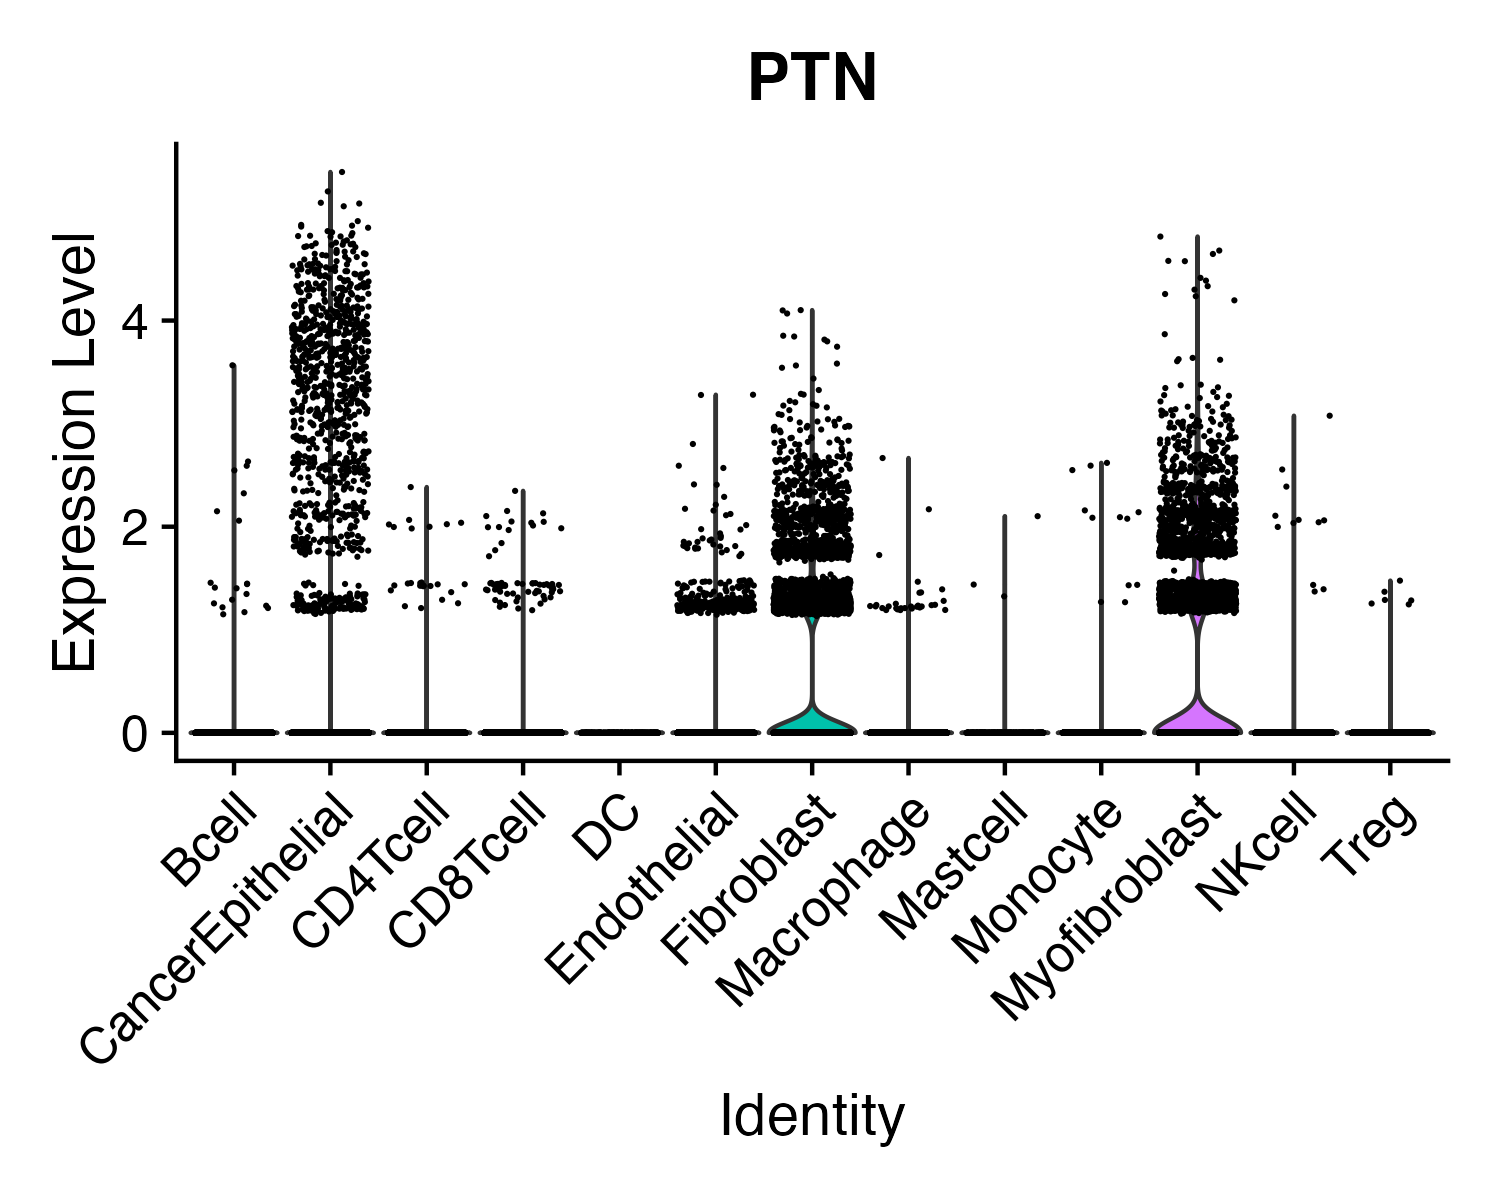 PTN
Expression Level
4
2
0
Bcell
CancerEpithelial
CD4Tcell
CD8Tcell
DC
Endothelial
Fibroblast
Macrophage
Mastcell
Monocyte
Myofibroblast
NKcell
Treg
Identity